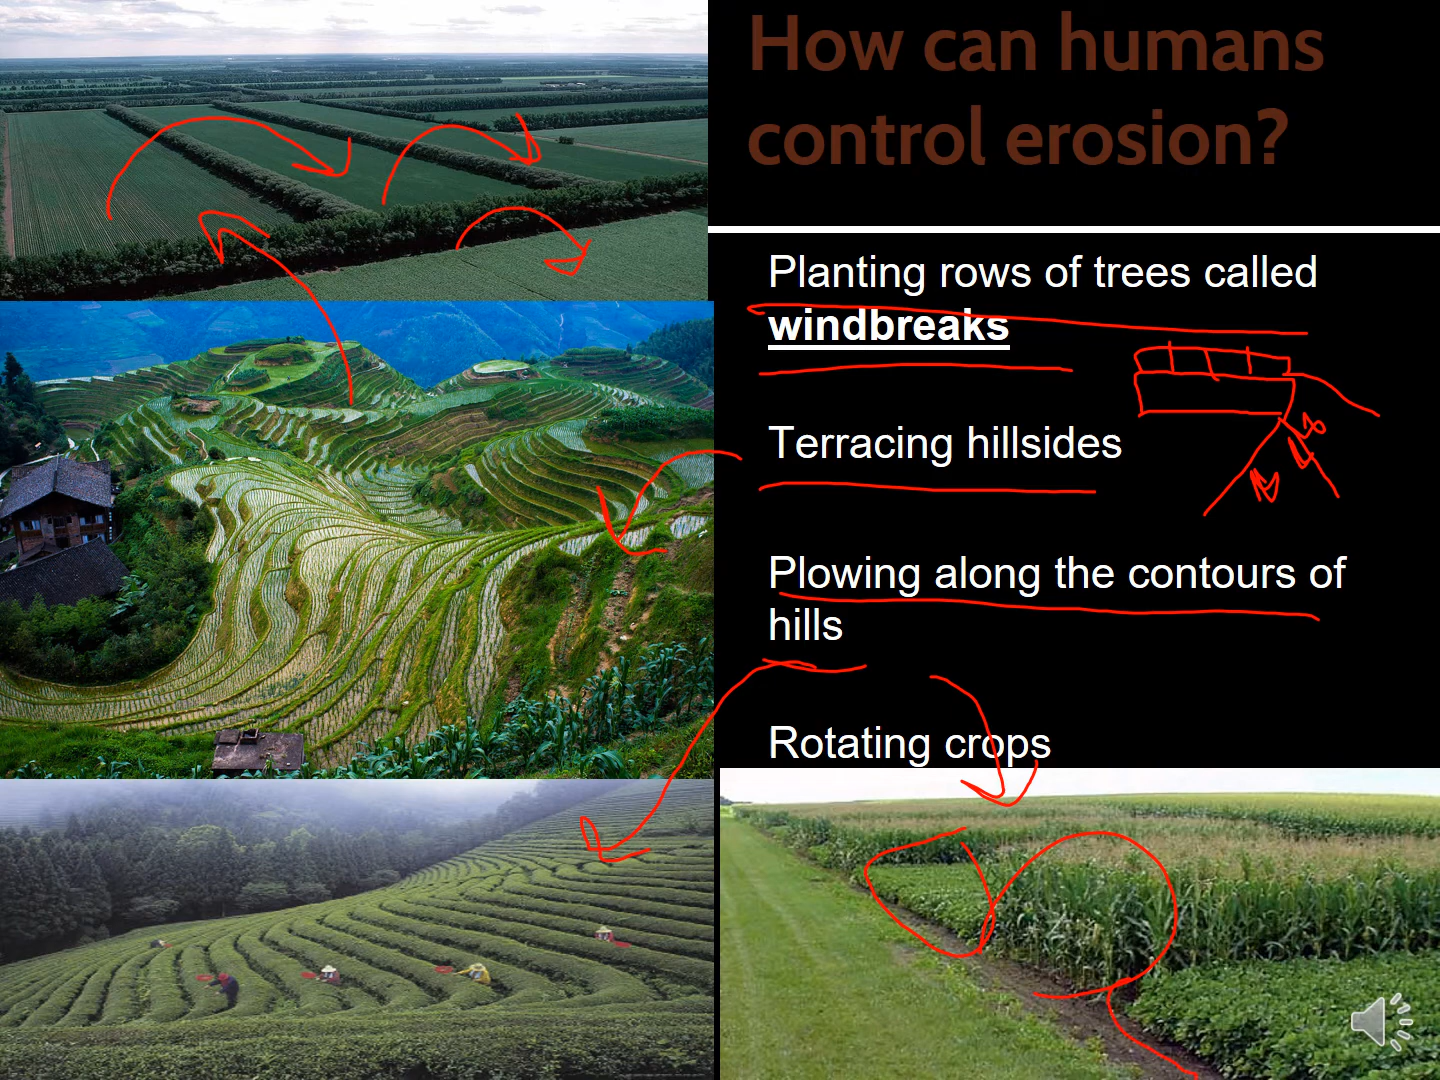 How can humans
control erosion?
Planting rows of trees called
windbreaks
Terracing hillsides
Plowing along the contours of
hills
Rotating crops